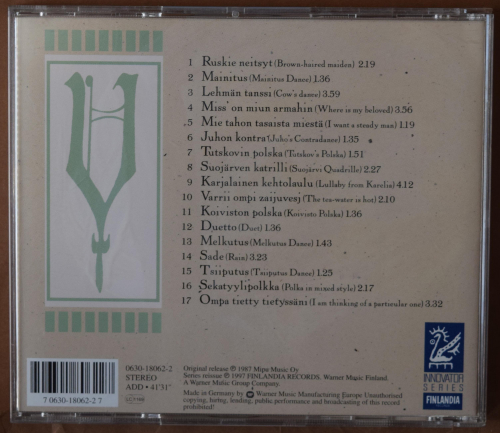 1 Ruskie neitsyt (Brown-haired maiden) 2.19
2 Mainitus (Mainitus Dance) 1.36
3 Lehmän tanssi (Cow's dance) 3.59
4 Miss' on miun armahin (Where is my beloved) 3.56
5 Mie tahon tasaista miestä (I want a steady man) 1.19
6 Juhon kontra (Juho's Contradance) 1.35
7 Tutskovin polska (Tutskov's Polska) 1.51
8 Suojärven katrilli (Suojärvi Quadrille) 2.27
9 Karjalainen kehtolaulu (Lullaby from Karelia) 4.12
10 Varrii ompi zaijuvesj (The tea-water is hot) 2.10
11 Koiviston polska (Koivisto Polska) 1.36
12 Duetto (Duet) 1.36
13 Melkutus (Melkutus Dance) 1.43
14 Sade (Rain) 3.23
15 Tsiiputus (Tsiiputus Dance) 1.25
16 Sekatyylipolkka (Polka in mixed style) 2.17
17 Ompa tietty tietyssäni (I am thinking of a particular one) 3.32
0630-18062-2
STEREO
ADD • 41'31"
7 0630-18062-2 7
Original release ℗ 1987 Mipu Music Oy
Series reissue ℗ 1997 FINLANDIA RECORDS, Warner Music Finland.
A Warner Music Group Company.
Made in Germany by Warner Music Manufacturing Europe Unauthorised
copying, hiring, lending, public performance and broadcasting of this record
prohibited!
INNOVATOR
SERIES
FINLANDIA